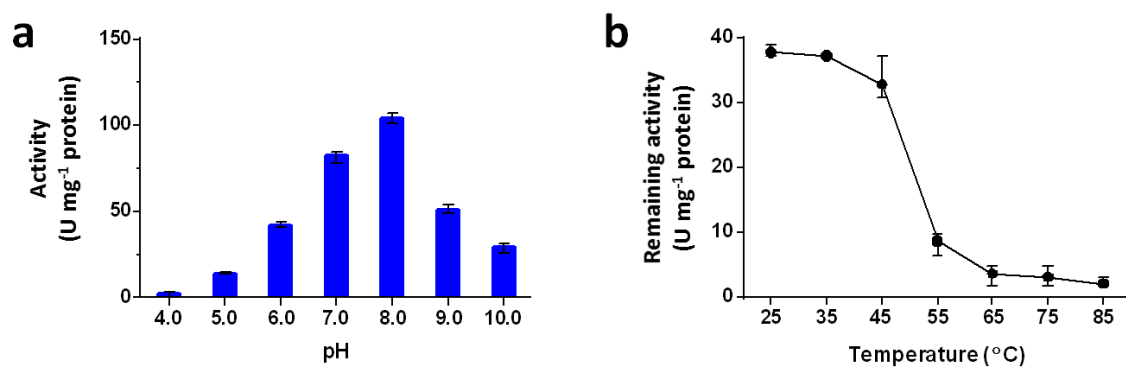 a
Activity
(U mg⁻¹ protein)
150
100
50
0
4.0 5.0 6.0 7.0 8.0 9.0 10.0
pH
b
Remaining activity
(U mg⁻¹ protein)
40
30
20
10
0
25 35 45 55 65 75 85
Temperature (°C)